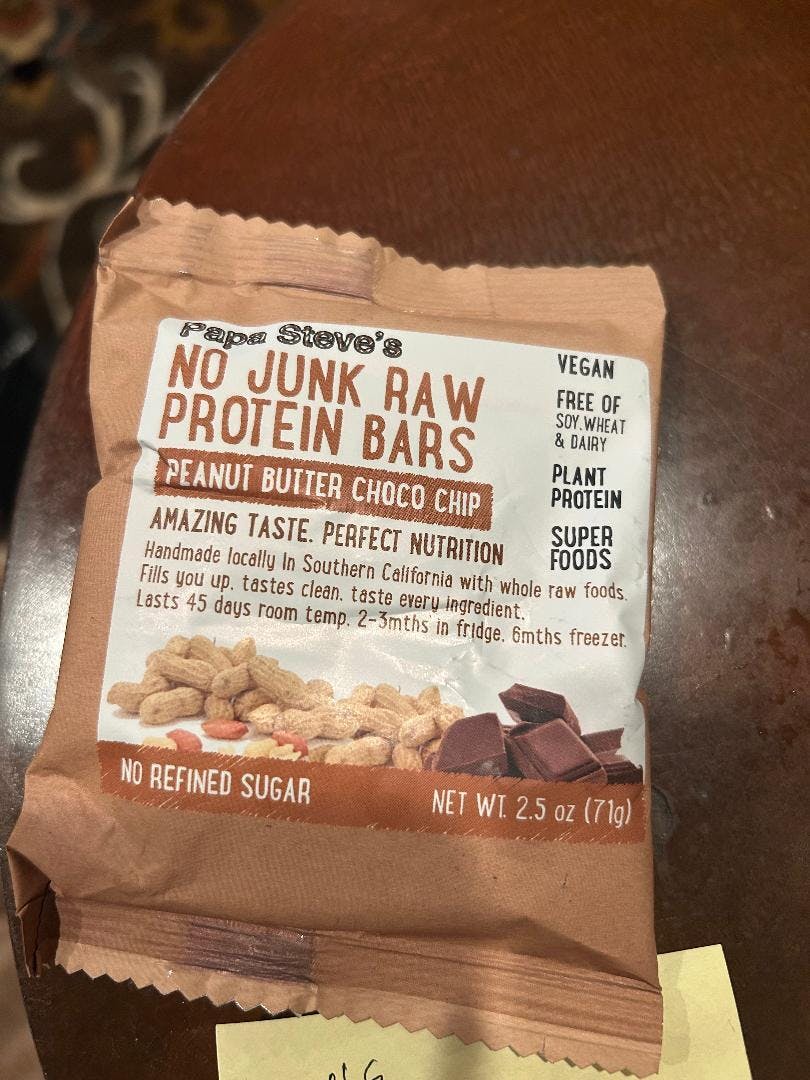 Papa Steve's
NO JUNK RAW
PROTEIN BARS
PEANUT BUTTER CHOCO CHIP
AMAZING TASTE. PERFECT NUTRITION
Handmade locally In Southern California with whole raw foods.
Fills you up. tastes clean. taste every ingredient.
Lasts 45 days room temp. 2-3mths in fridge. 6mths freezer.
VEGAN
FREE OF
SOY.WHEAT
& DAIRY
PLANT
PROTEIN
SUPER
FOODS
NO REFINED SUGAR
NET WT. 2.5 oz (71g)